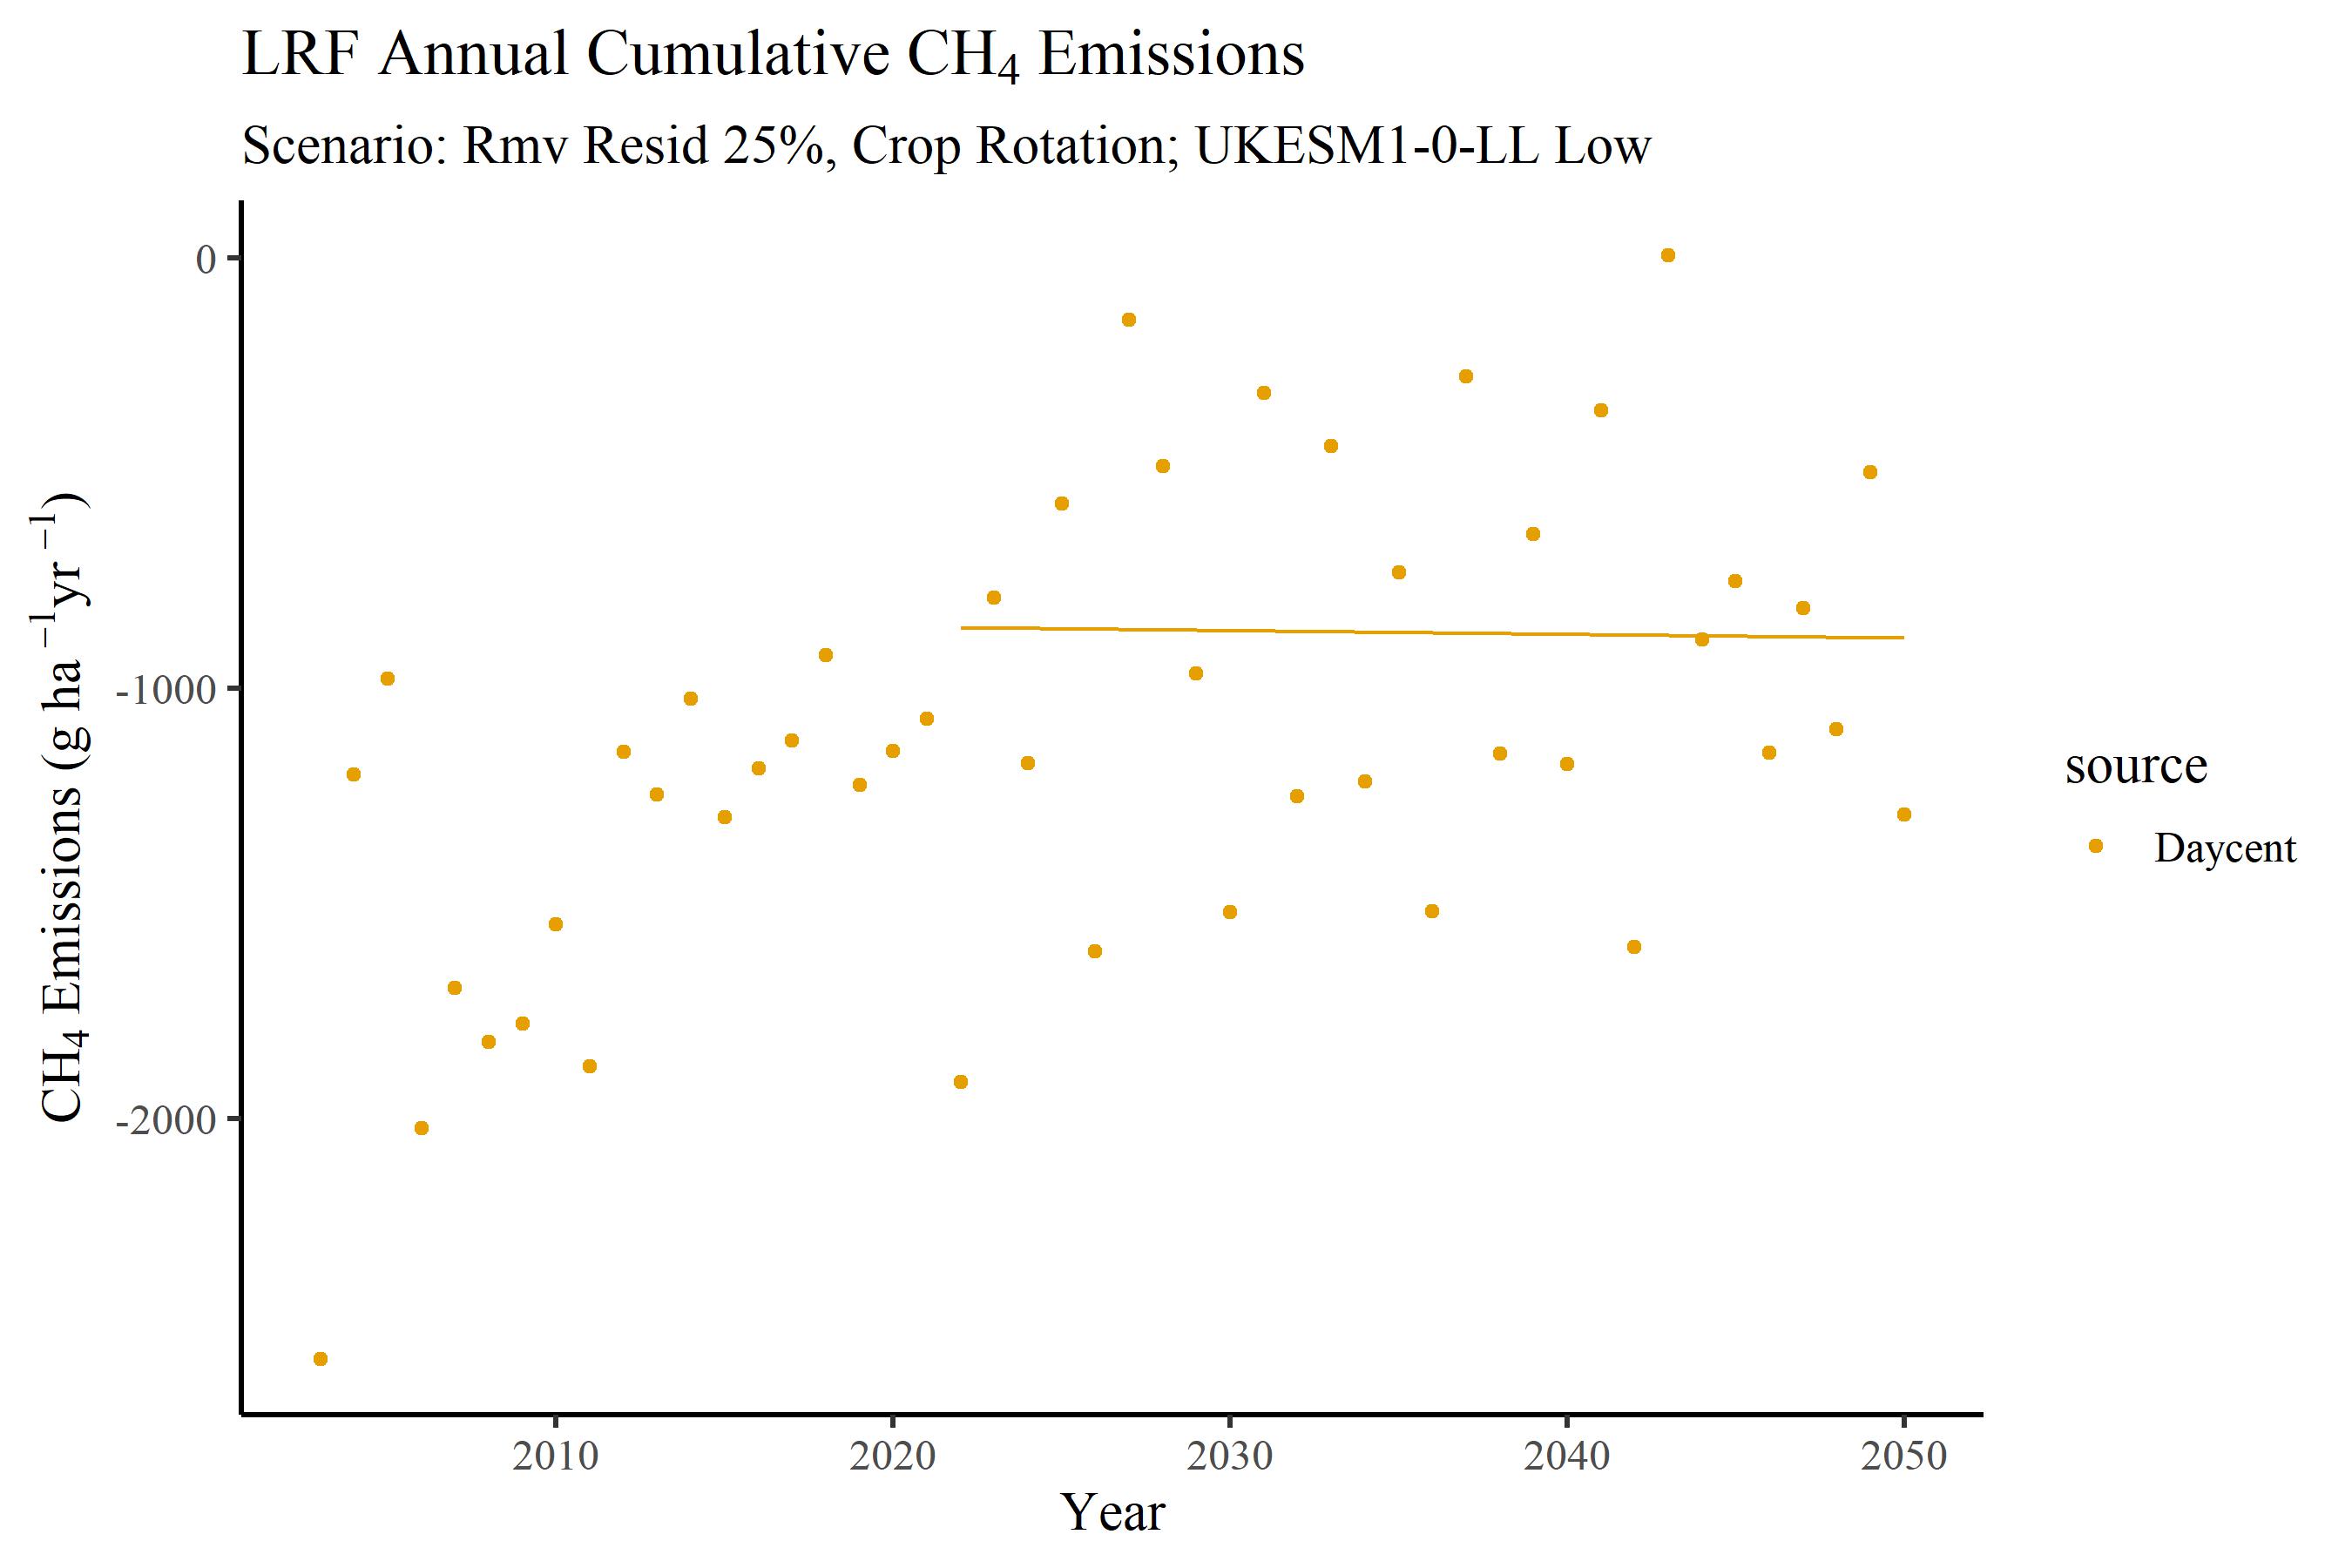 LRF Annual Cumulative CH₄ Emissions
Scenario: Rmv Resid 25%, Crop Rotation; UKESM1-0-LL Low
CH₄ Emissions (g ha ⁻¹yr ⁻¹)
0
-1000
-2000
2010 2020 2030 2040 2050
Year
source
Daycent